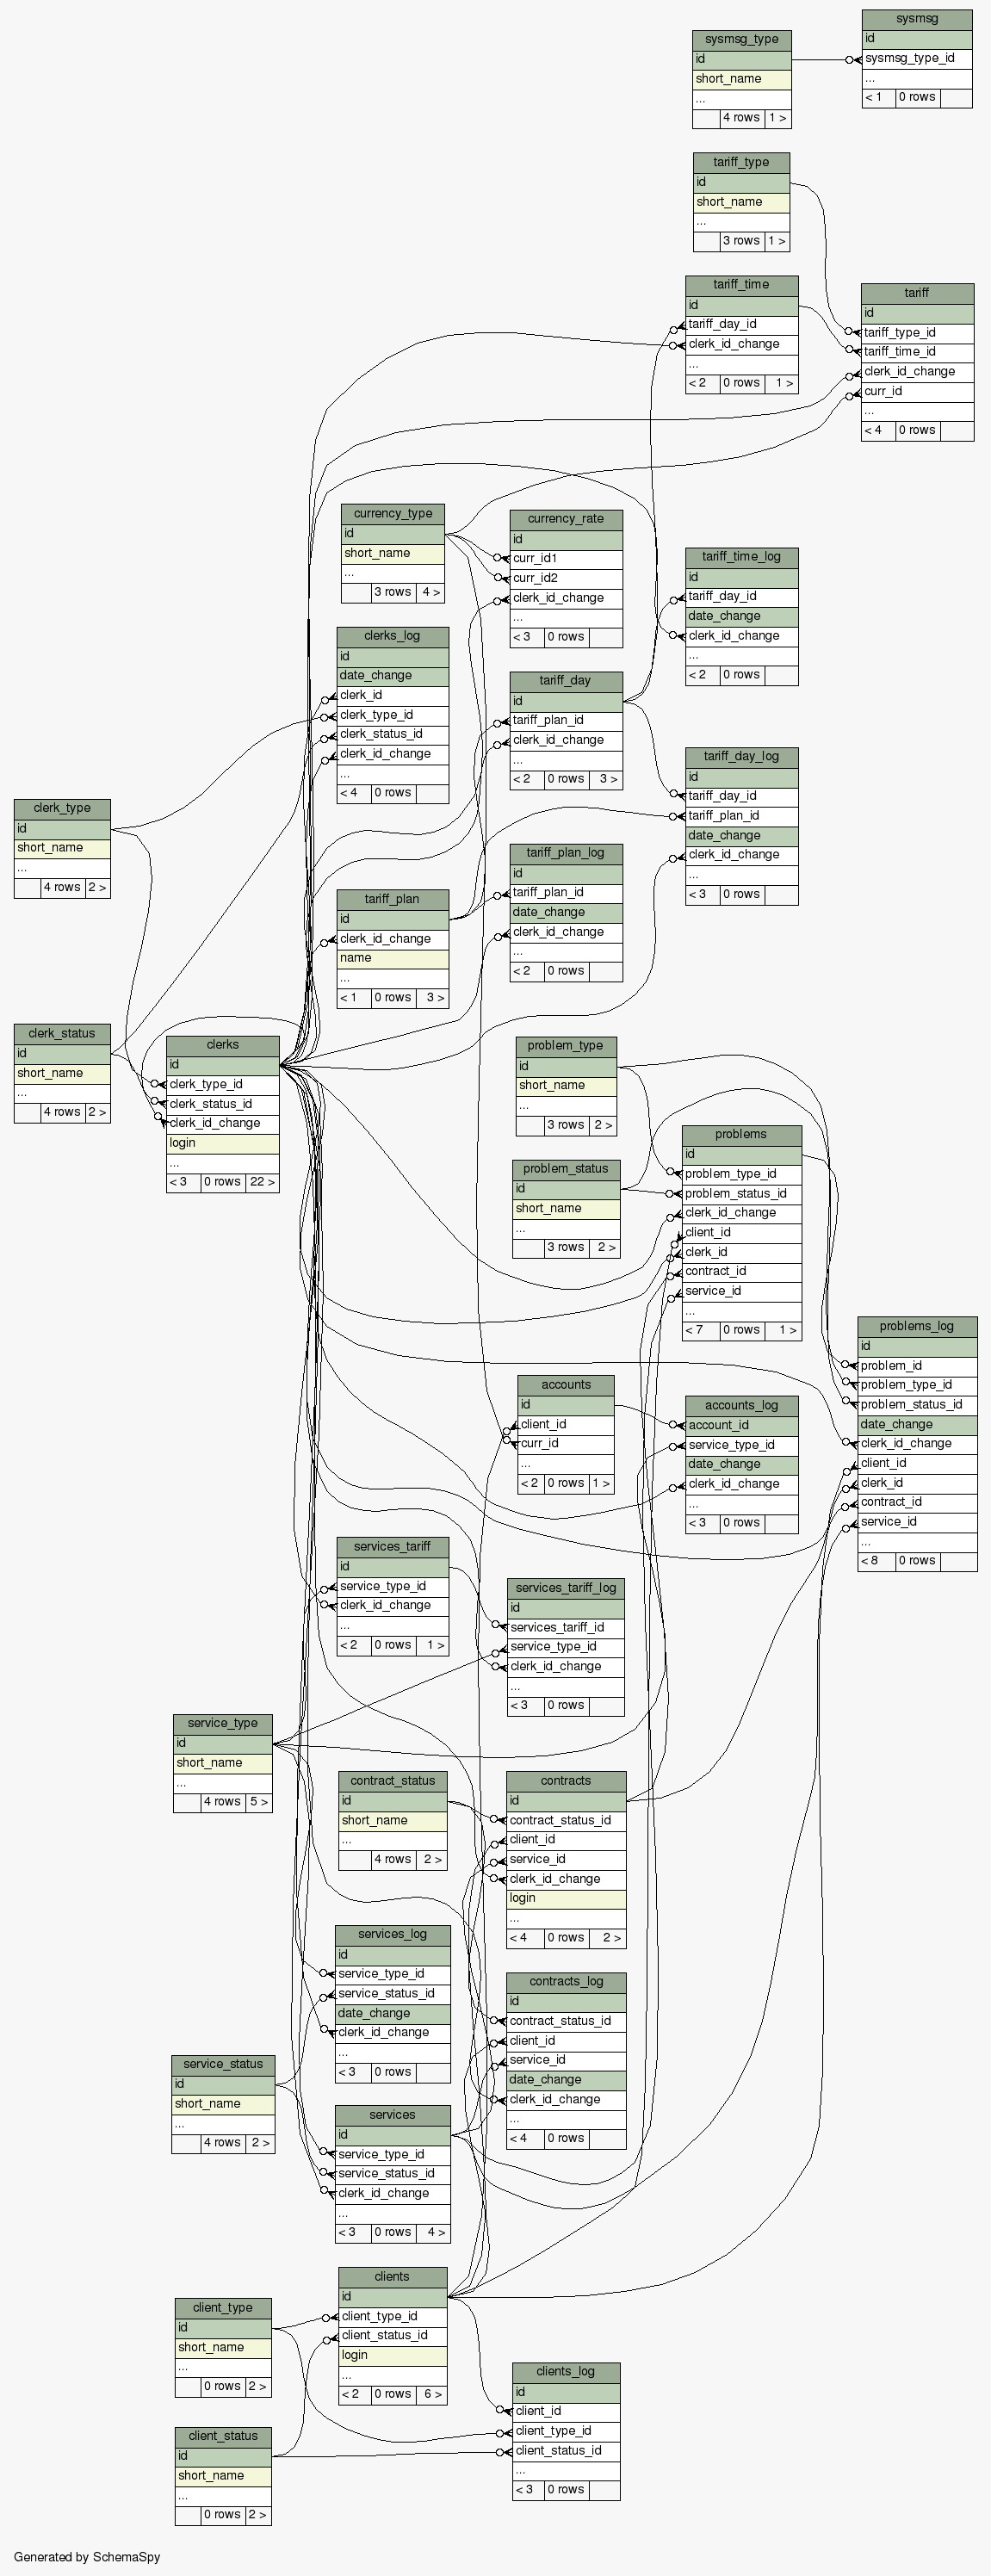 sysmsg
id
sysmsg_type_id
...
< 1 0 rows
sysmsg_type
id
short_name
...
4 rows 1 >
tariff_type
id
short_name
...
3 rows 1 >
tariff_time
id
tariff_day_id
clerk_id_change
...
< 2 0 rows 1 >
tariff
id
tariff_type_id
tariff_time_id
clerk_id_change
curr_id
...
< 4 0 rows
currency_type
id
short_name
...
3 rows 4 >
currency_rate
id
curr_id1
curr_id2
clerk_id_change
...
< 3 0 rows
tariff_time_log
id
tariff_day_id
date_change
clerk_id_change
...
< 2 0 rows
clerks_log
id
date_change
clerk_id
clerk_type_id
clerk_status_id
clerk_id_change
...
< 4 0 rows
tariff_day
id
tariff_plan_id
clerk_id_change
...
< 2 0 rows 3 >
tariff_day_log
id
tariff_day_id
tariff_plan_id
date_change
clerk_id_change
...
< 3 0 rows
clerk_type
id
short_name
...
4 rows 2 >
tariff_plan_log
id
tariff_plan_id
date_change
clerk_id_change
...
< 2 0 rows
tariff_plan
id
clerk_id_change
name
...
< 1 0 rows 3 >
clerk_status
id
short_name
...
4 rows 2 >
clerks
id
clerk_type_id
clerk_status_id
clerk_id_change
login
...
< 3 0 rows 22 >
problem_type
id
short_name
...
3 rows 2 >
problem_status
id
short_name
...
3 rows 2 >
problems
id
problem_type_id
problem_status_id
clerk_id_change
client_id
clerk_id
contract_id
service_id
...
< 7 0 rows 1 >
problems_log
id
problem_id
problem_type_id
problem_status_id
date_change
clerk_id_change
client_id
clerk_id
contract_id
service_id
...
< 8 0 rows
accounts
id
client_id
curr_id
...
< 2 0 rows 1 >
accounts_log
account_id
service_type_id
date_change
clerk_id_change
...
< 3 0 rows
services_tariff
id
service_type_id
clerk_id_change
...
< 2 0 rows 1 >
services_tariff_log
id
services_tariff_id
service_type_id
clerk_id_change
...
< 3 0 rows
service_type
id
short_name
...
4 rows 5 >
contract_status
id
short_name
...
4 rows 2 >
contracts
id
contract_status_id
client_id
service_id
clerk_id_change
login
...
< 4 0 rows 2 >
services_log
id
service_type_id
service_status_id
date_change
clerk_id_change
...
< 3 0 rows
contracts_log
id
contract_status_id
client_id
service_id
date_change
clerk_id_change
...
< 4 0 rows
service_status
id
short_name
...
4 rows 2 >
services
id
service_type_id
service_status_id
clerk_id_change
...
< 3 0 rows 4 >
clients
id
client_type_id
client_status_id
login
...
< 2 0 rows 6 >
client_type
id
short_name
...
0 rows 2 >
clients_log
id
client_id
client_type_id
client_status_id
...
< 3 0 rows
client_status
id
short_name
...
0 rows 2 >
Generated by SchemaSpy